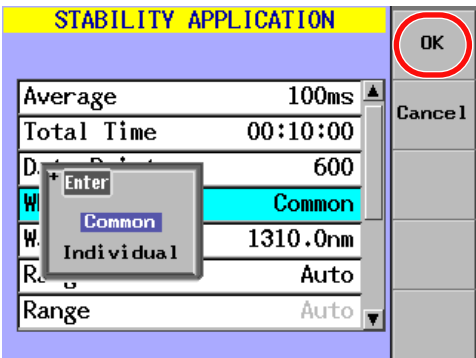 STABILITY APPLICATION
OK
Average 100ms
Cancel
Total Time 00:10:00
600
Enter
Common
Common
1310.0nm
Individual
Auto
Range Auto